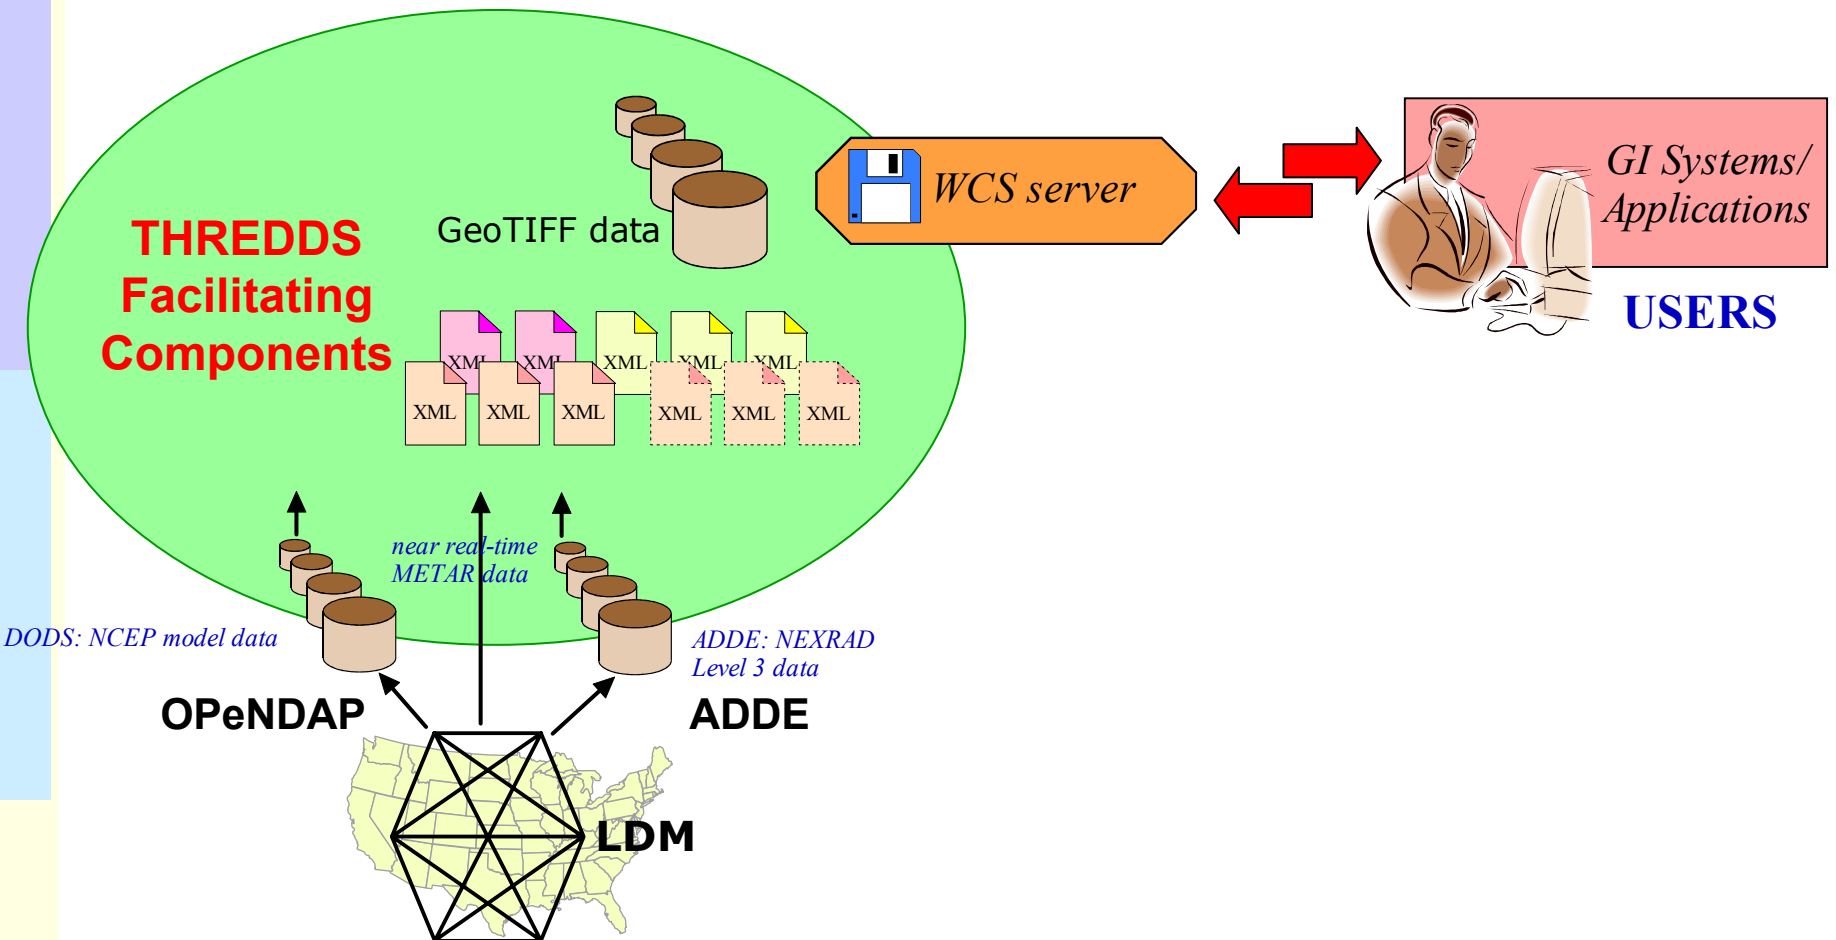 THREDDS
Facilitating
Components
GeoTIFF data
WCS server
GI Systems/
Applications
USERS
XML XML XML XML XML
XML XML XML XML XML XML
near real-time
METAR data
DODS: NCEP model data
ADDE: NEXRAD
Level 3 data
OPeNDAP
ADDE
LDM